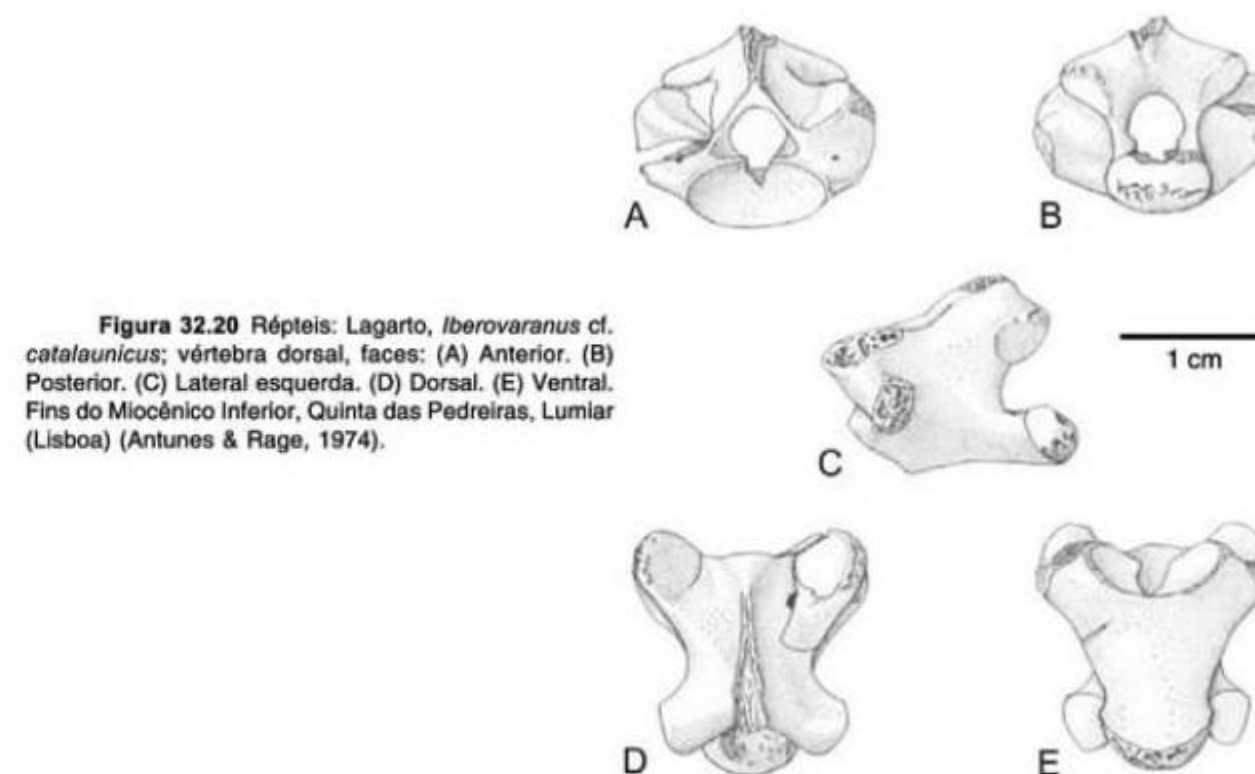 A
B
Figura 32.20 Répteis: Lagarto, Iberovaranus cf.
catalaunicus; vértebra dorsal, faces: (A) Anterior. (B)
Posterior. (C) Lateral esquerda. (D) Dorsal. (E) Ventral.
Fins do Miocênico Inferior, Quinta das Pedreiras, Lumiar
(Lisboa) (Antunes & Rage, 1974).
1 cm
C
D
E